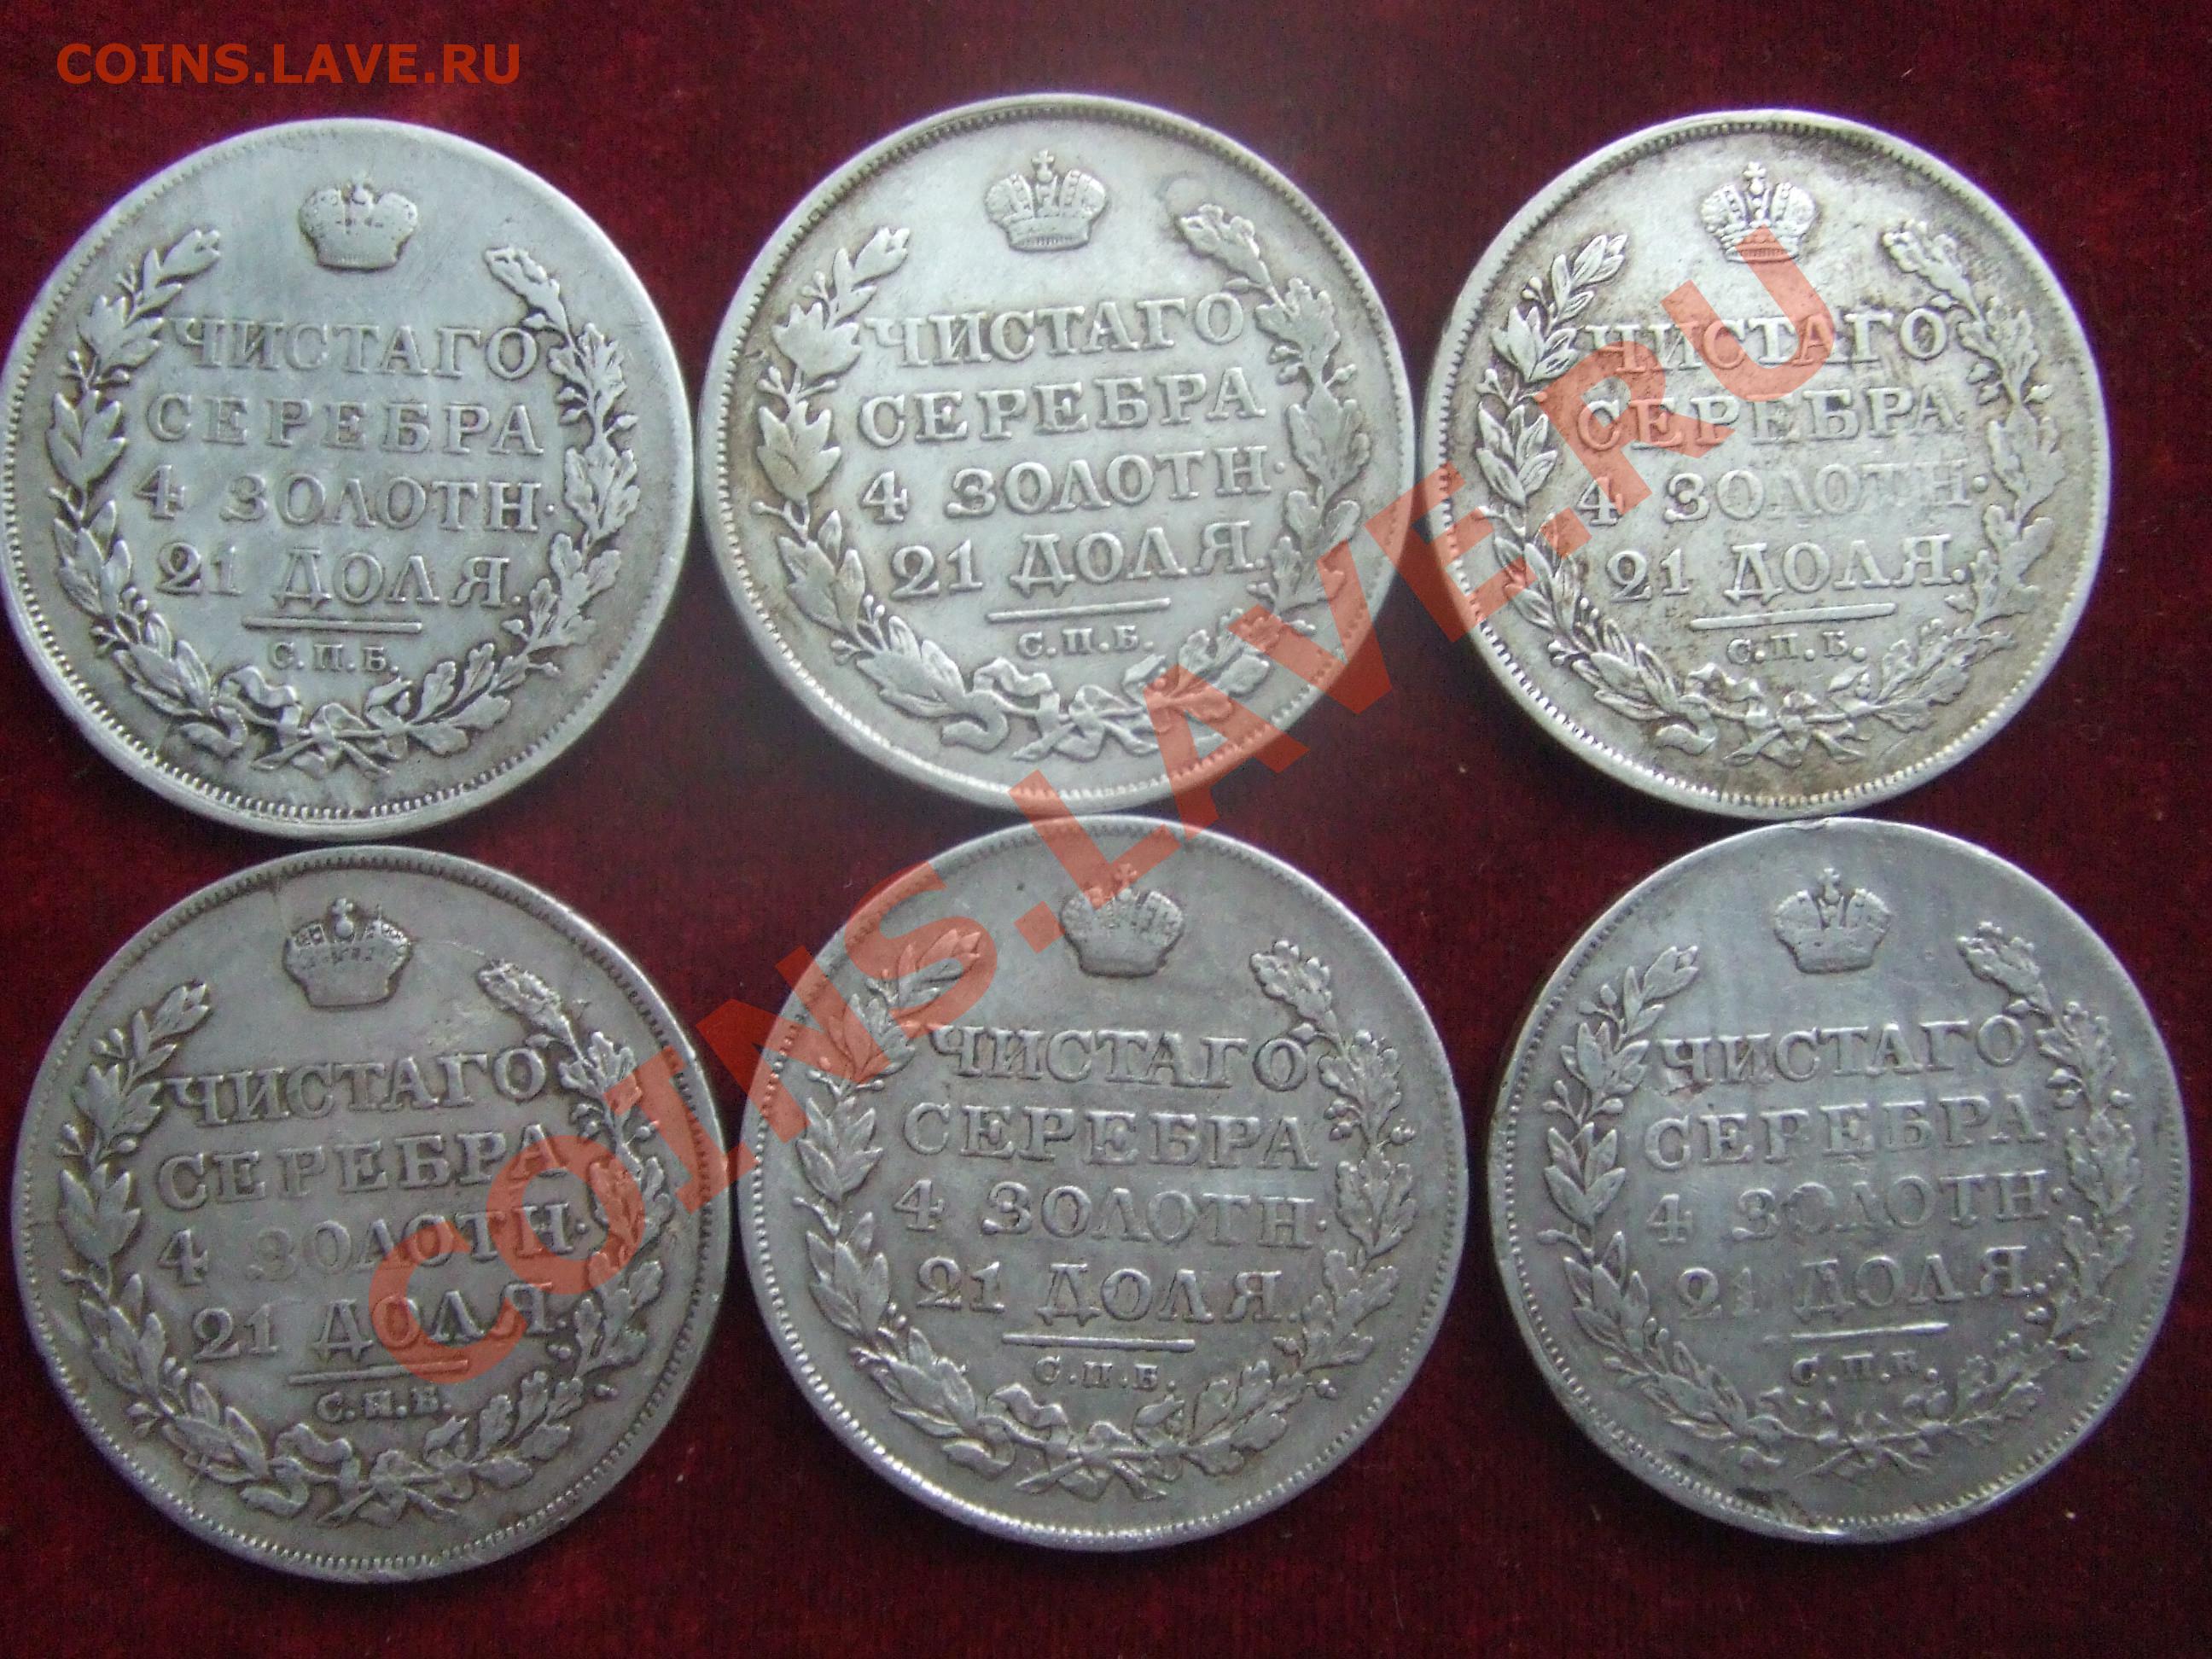 COINS.LAVE.RU
ЧИСТАГО
СЕРЕБРА
4 ЗОЛОТН.
21 ДОЛЯ.
С.П.Б.
ЧИСТАГО
СЕРЕБРА
4 ЗОЛОТН.
21 ДОЛЯ.
С.П.Б.
ЧИСТАГО
СЕРЕБРА
4 ЗОЛОТН.
21 ДОЛЯ.
С.П.Б.
ЧИСТАГО
СЕРЕБРА
4 ЗОЛОТН.
21 ДОЛЯ.
С.П.Б.
ЧИСТАГО
СЕРЕБРА
4 ЗОЛОТН.
21 ДОЛЯ.
С.П.Б.
ЧИСТАГО
СЕРЕБРА
4 ЗОЛОТН.
21 ДОЛЯ.
С.П.Б.
COINS.LAVE.RU